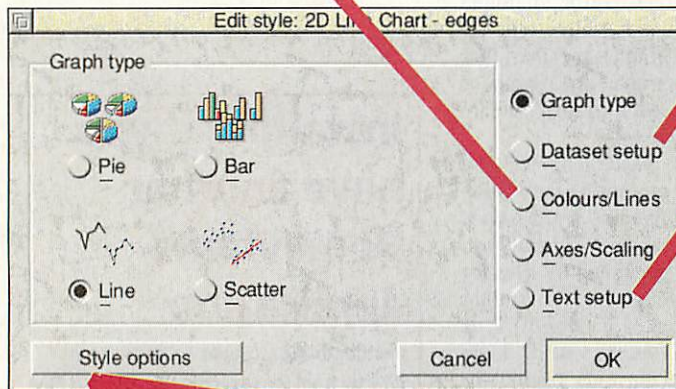 Edit style: 2D Line Chart - edges
Graph type
Pie
Bar
Line
Scatter
Graph type
Dataset setup
Colours/Lines
Axes/Scaling
Text setup
Style options
Cancel
OK